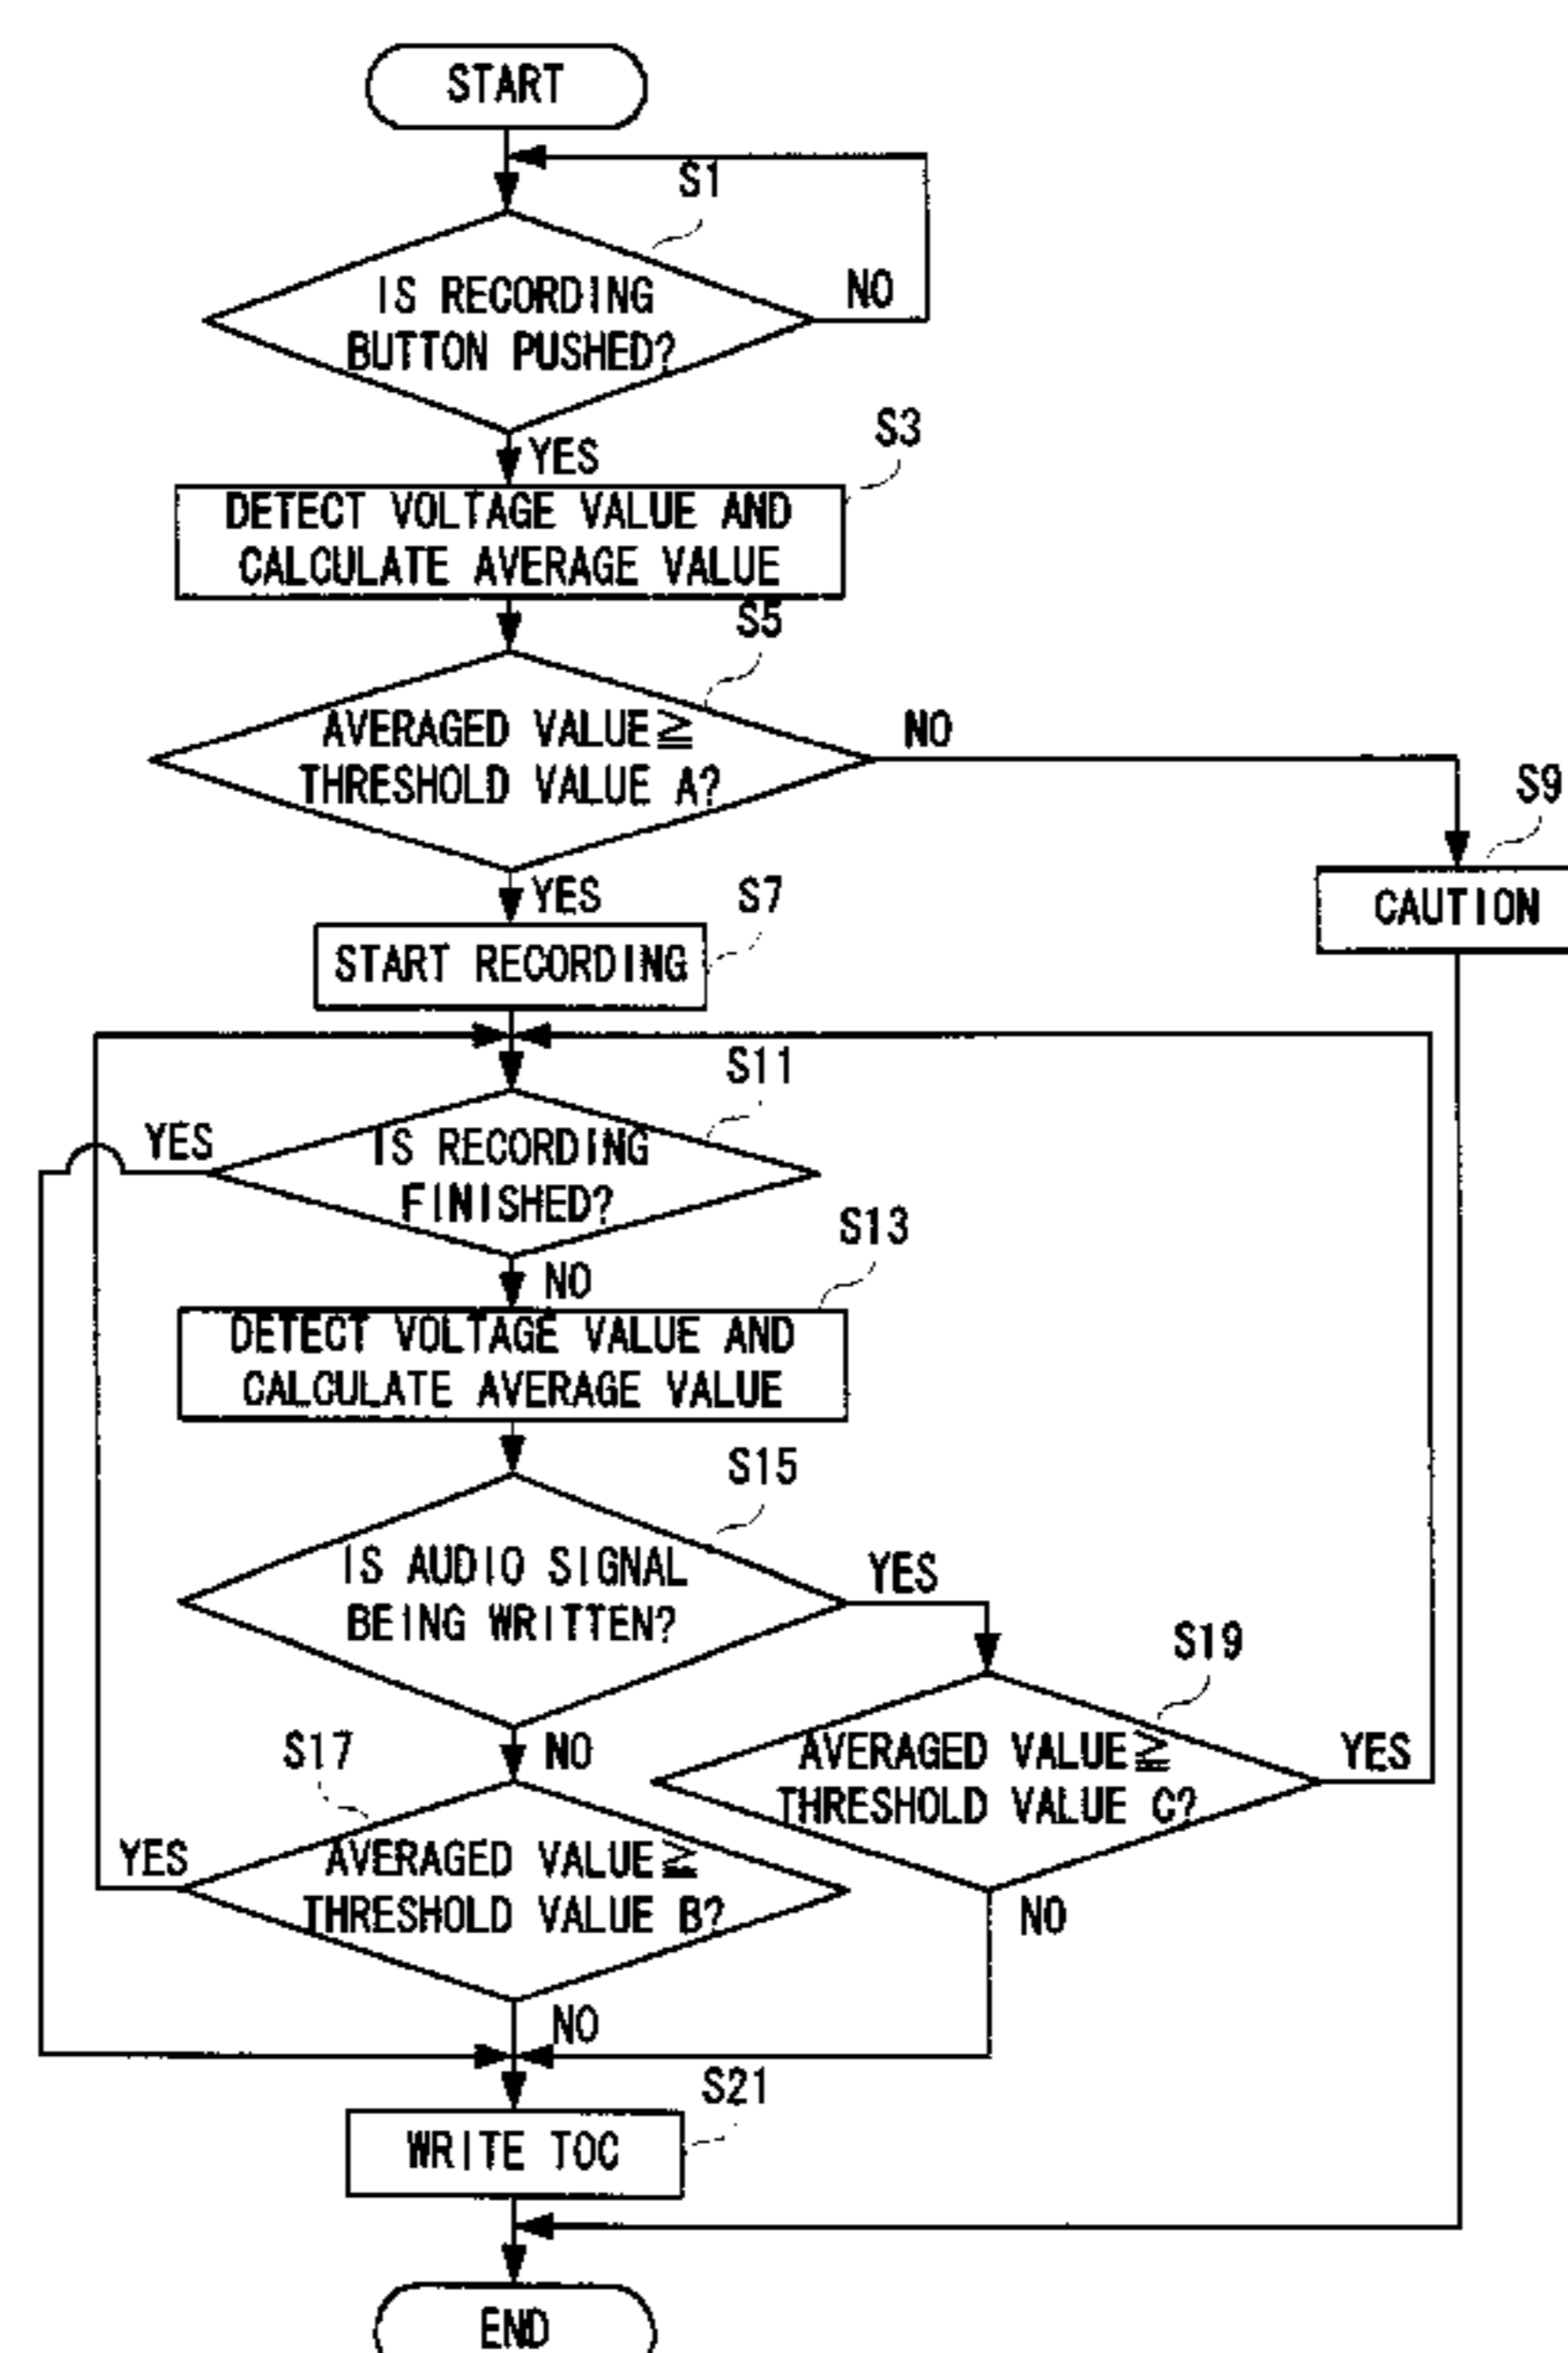 START
S1
IS RECORDING
BUTTON PUSHED?
NO
YES
S3
DETECT VOLTAGE VALUE AND
CALCULATE AVERAGE VALUE
S5
AVERAGED VALUE≧
THRESHOLD VALUE A?
NO
YES
S9
CAUTION
S7
START RECORDING
S11
IS RECORDING
FINISHED?
YES
NO
S13
DETECT VOLTAGE VALUE AND
CALCULATE AVERAGE VALUE
S15
IS AUDIO SIGNAL
BEING WRITTEN?
YES
NO
S19
AVERAGED VALUE≧
THRESHOLD VALUE C?
YES
NO
S17
AVERAGED VALUE≧
THRESHOLD VALUE B?
YES
NO
S21
WRITE TOC
END